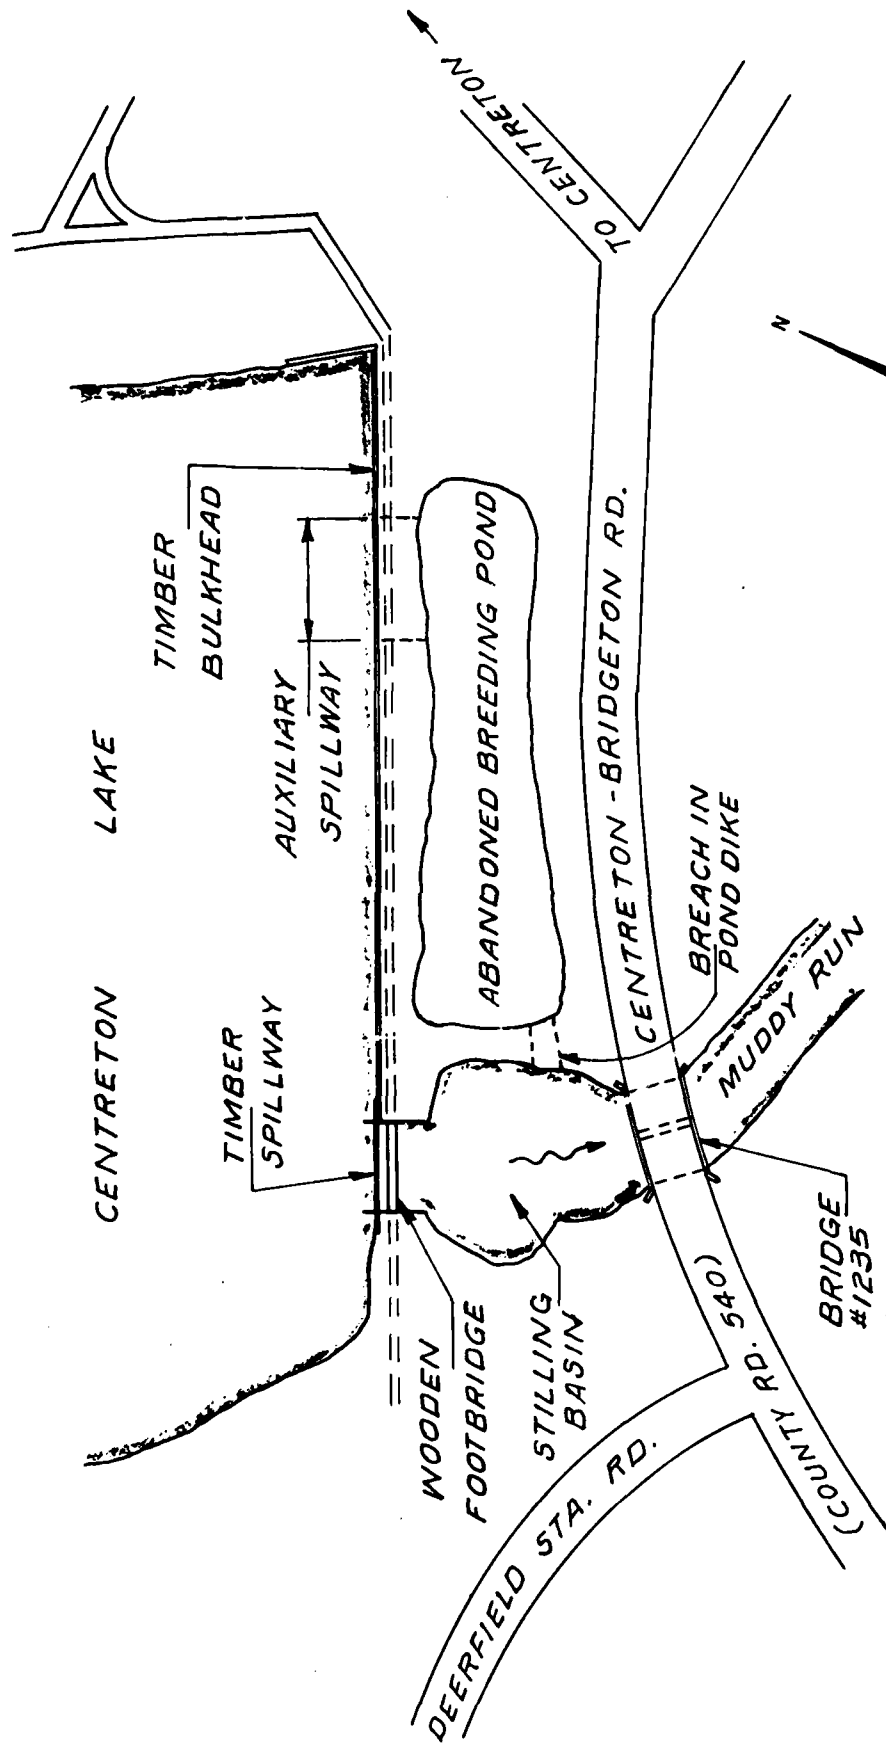 CENTRETON LAKE
TIMBER
SPILLWAY
AUXILIARY
SPILLWAY
TIMBER
BULKHEAD
WOODEN
FOOTBRIDGE
STILLING
BASIN
ABANDONED BREEDING POND
TO CENTRETON
N
DEERFIELD STA. RD.
(COUNTY RD. 540)
CENTRETON - BRIDGETON RD.
BREACH IN
POND DIKE
MUDDY RUN
BRIDGE
#1235